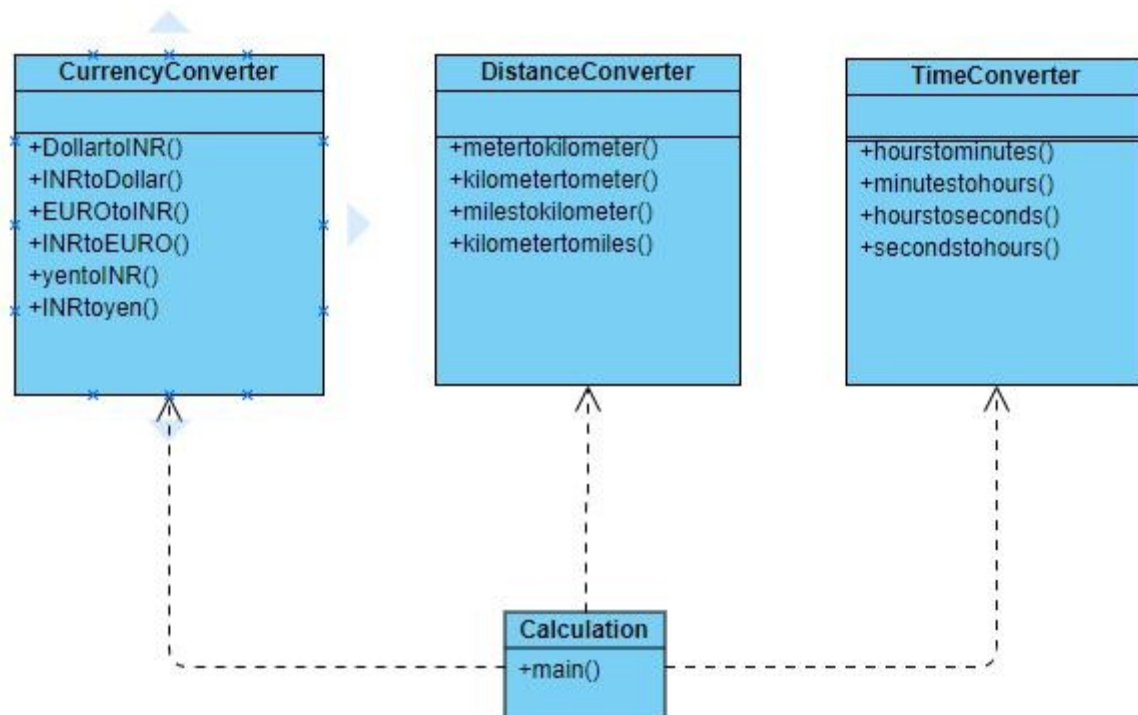 CurrencyConverter
+DollartoINR()
+INRtoDollar()
+EUROtoINR()
+INRtoEURO()
+yentoINR()
+INRtoyen()
DistanceConverter
+metertokilometer()
+kilometertometer()
+milestokilometer()
+kilometertomiles()
TimeConverter
+hourstominutes()
+minutestohours()
+hourstoseconds()
+secondstohours()
Calculation
+main()